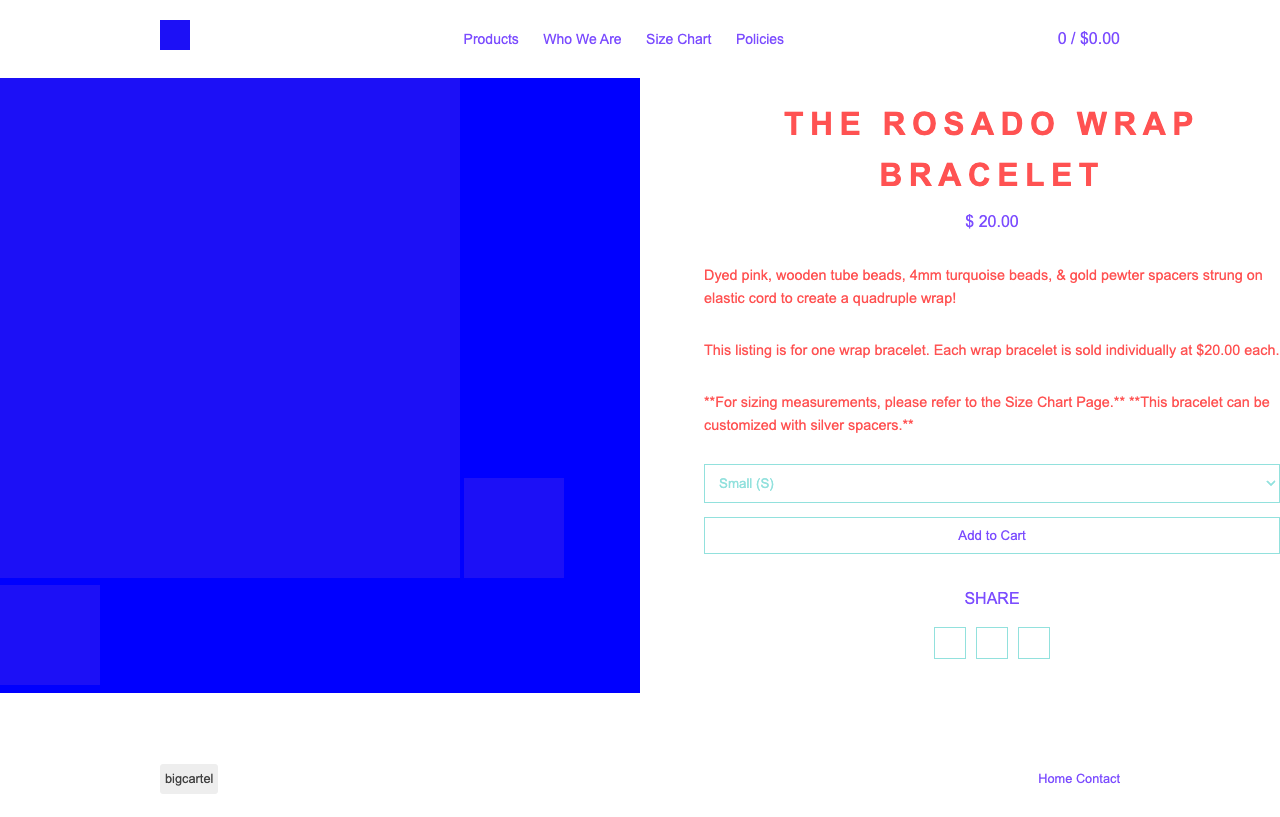 Products Who We Are Size Chart Policies
0 / $0.00
THE ROSADO WRAP
BRACELET
$ 20.00
Dyed pink, wooden tube beads, 4mm turquoise beads, & gold pewter spacers strung on
elastic cord to create a quadruple wrap!
This listing is for one wrap bracelet. Each wrap bracelet is sold individually at $20.00 each.
**For sizing measurements, please refer to the Size Chart Page.** **This bracelet can be
customized with silver spacers.**
Small (S)
Add to Cart
SHARE
bigcartel
Home Contact